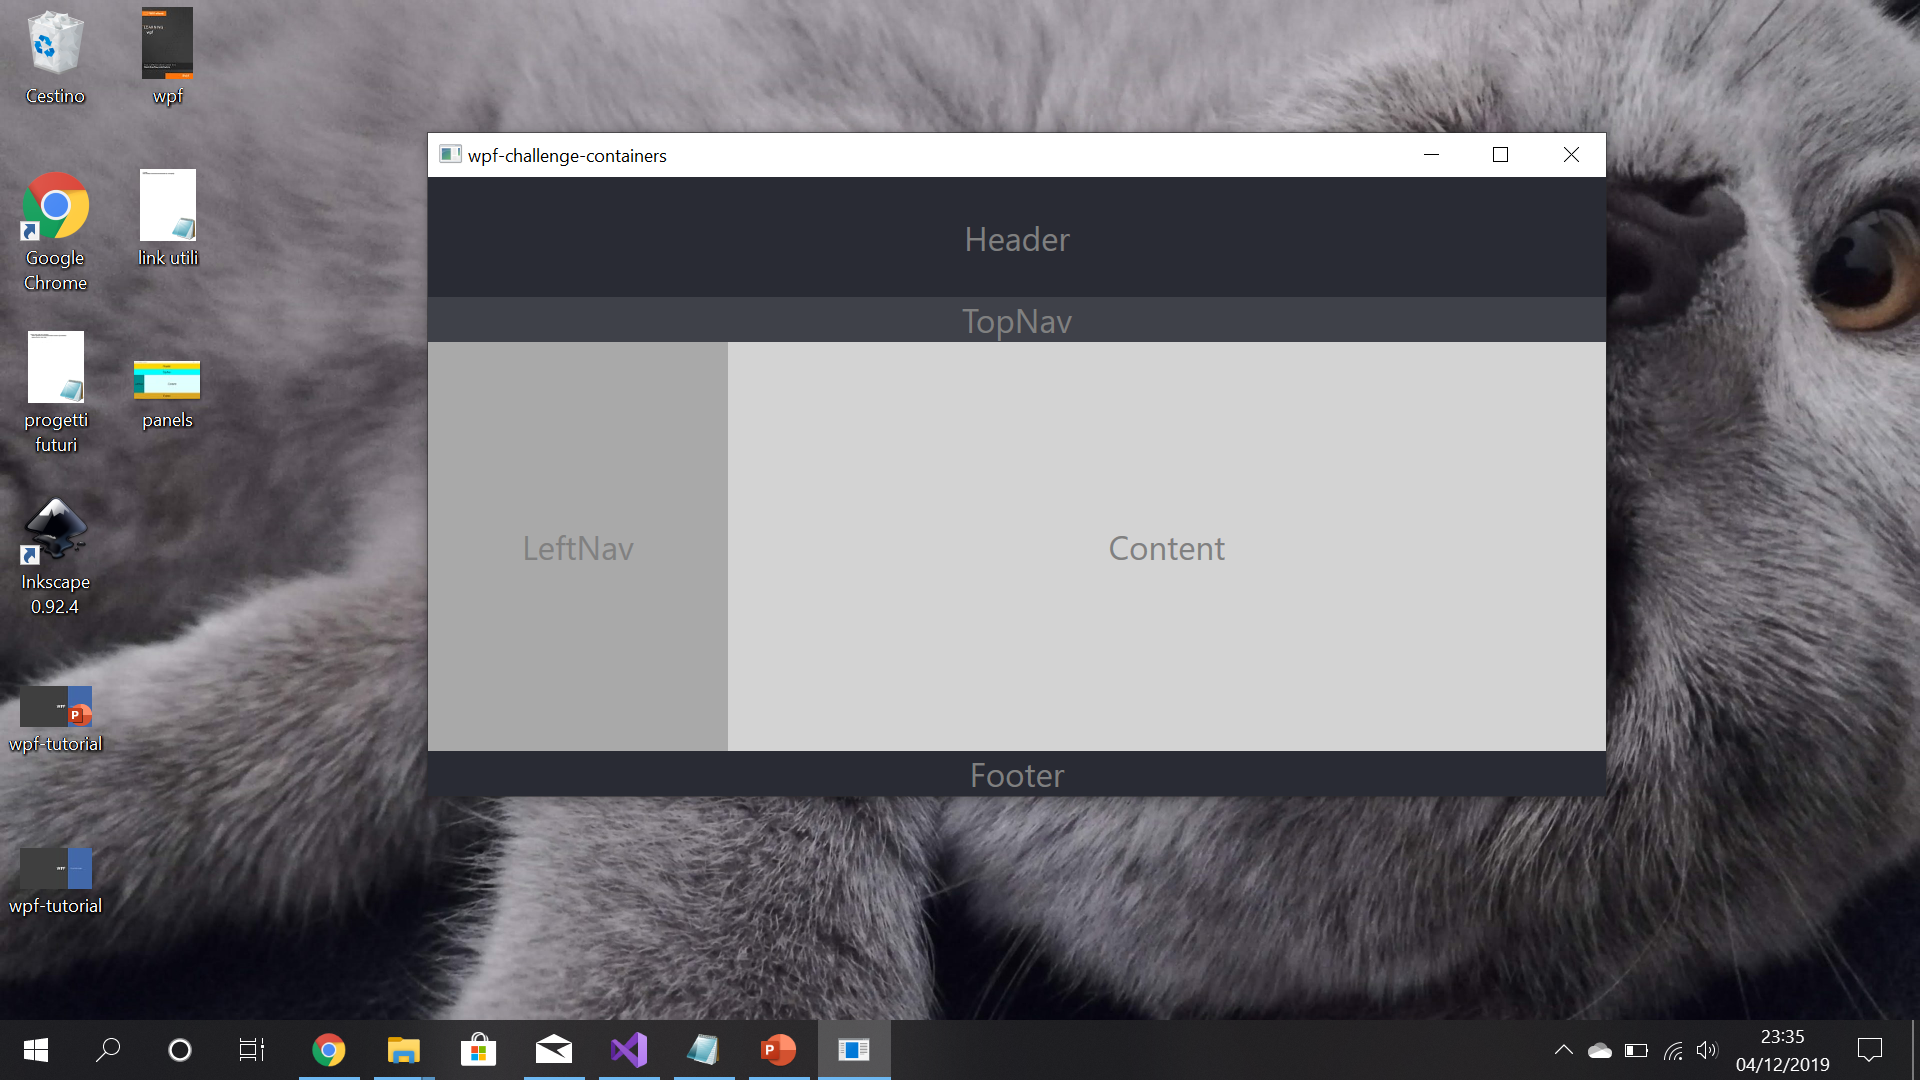 Cestino
wpf
Google
Chrome
link utili
progetti
futuri
panels
Inkscape
0.92.4
wpf-tutorial
wpf-tutorial
wpf-challenge-containers
Header
TopNav
LeftNav
Content
Footer
23:35
04/12/2019